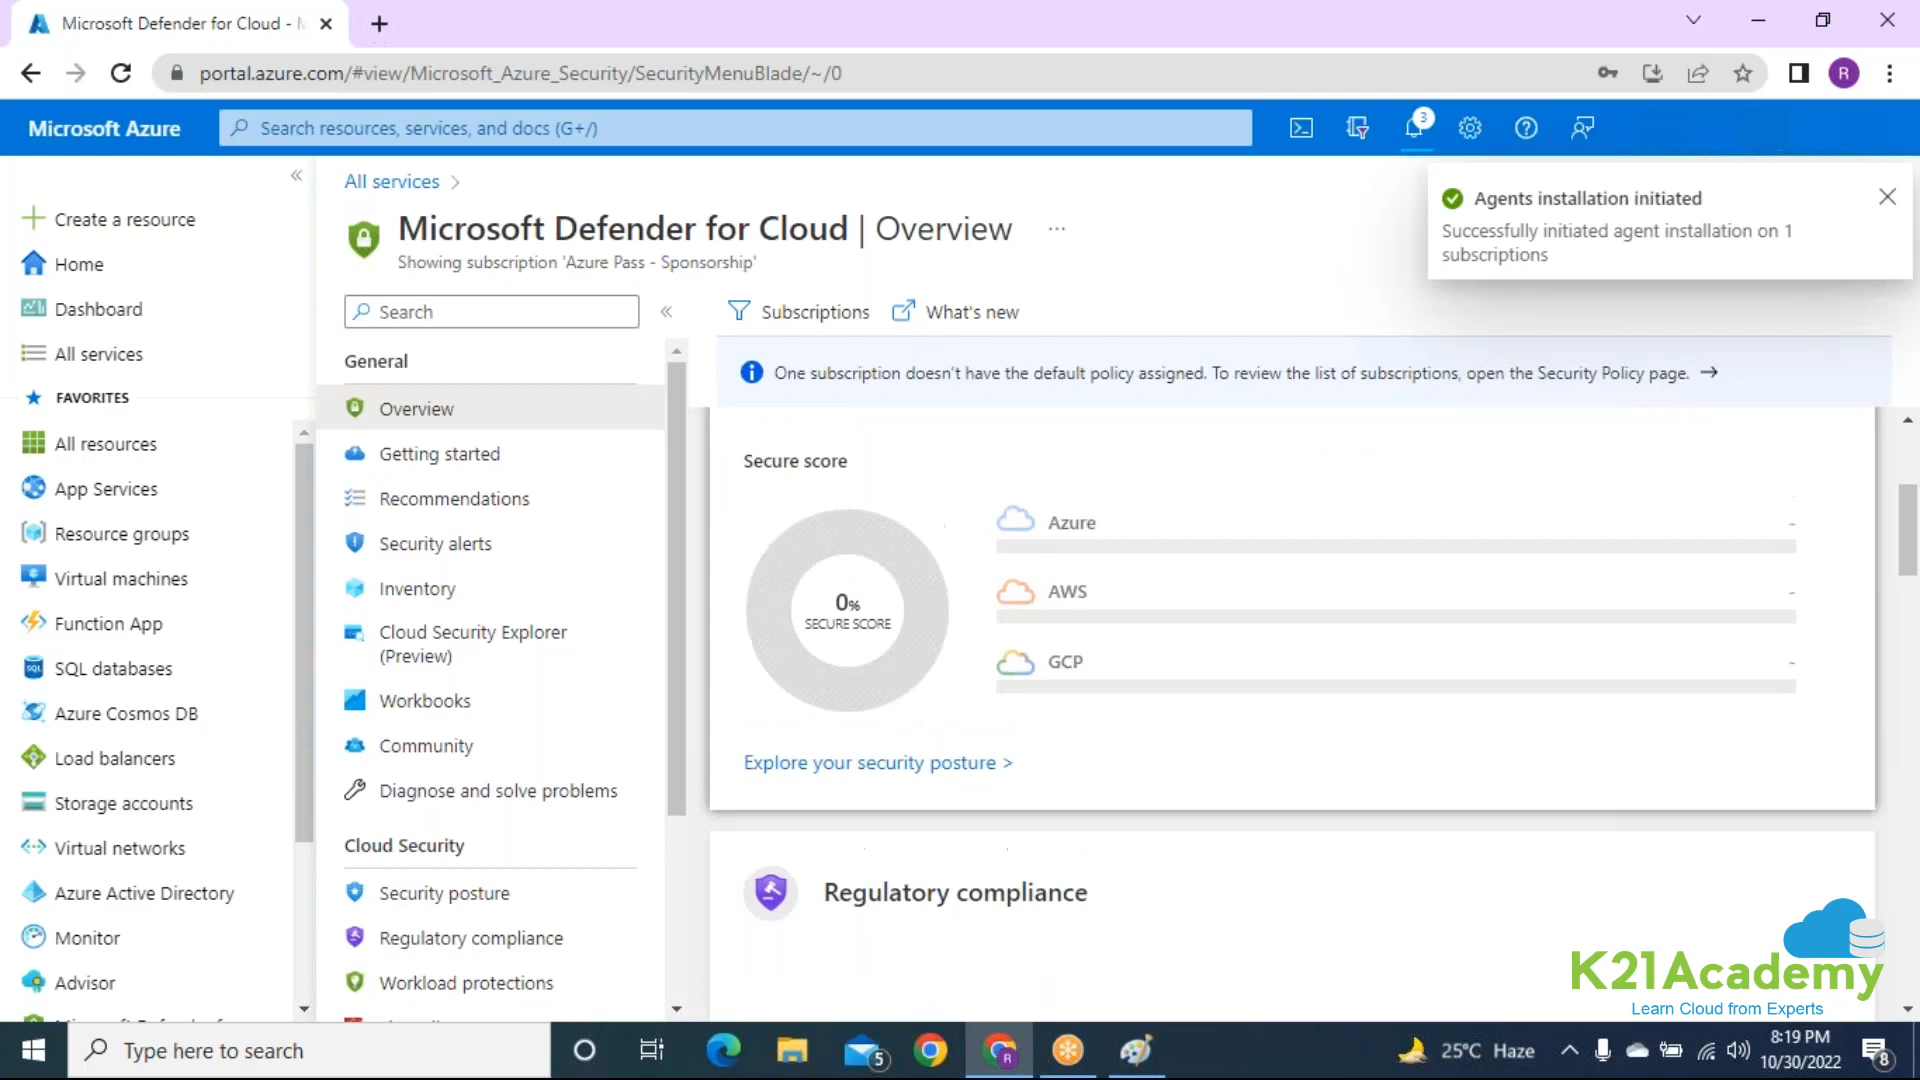 Microsoft Defender for Cloud - M
portal.azure.com/#view/Microsoft_Azure_Security/SecurityMenuBlade/~/0
R
Microsoft Azure
Search resources, services, and docs (G+/)
3
Create a resource
Home
Dashboard
All services
FAVORITES
All resources
App Services
Resource groups
Virtual machines
Function App
SQL databases
Azure Cosmos DB
Load balancers
Storage accounts
Virtual networks
Azure Active Directory
Monitor
Advisor
All services >
Microsoft Defender for Cloud | Overview ...
Showing subscription 'Azure Pass - Sponsorship'
Search
General
Overview
Getting started
Recommendations
Security alerts
Inventory
Cloud Security Explorer
(Preview)
Workbooks
Community
Diagnose and solve problems
Cloud Security
Security posture
Regulatory compliance
Workload protections
Agents installation initiated
Successfully initiated agent installation on 1
subscriptions
Subscriptions
What's new
One subscription doesn't have the default policy assigned. To review the list of subscriptions, open the Security Policy page. →
Secure score
0%
SECURE SCORE
Azure -
AWS -
GCP -
Explore your security posture >
Regulatory compliance
K21Academy
Learn Cloud from Experts
Type here to search
5
R
25°C Haze
8:19 PM
10/30/2022
8